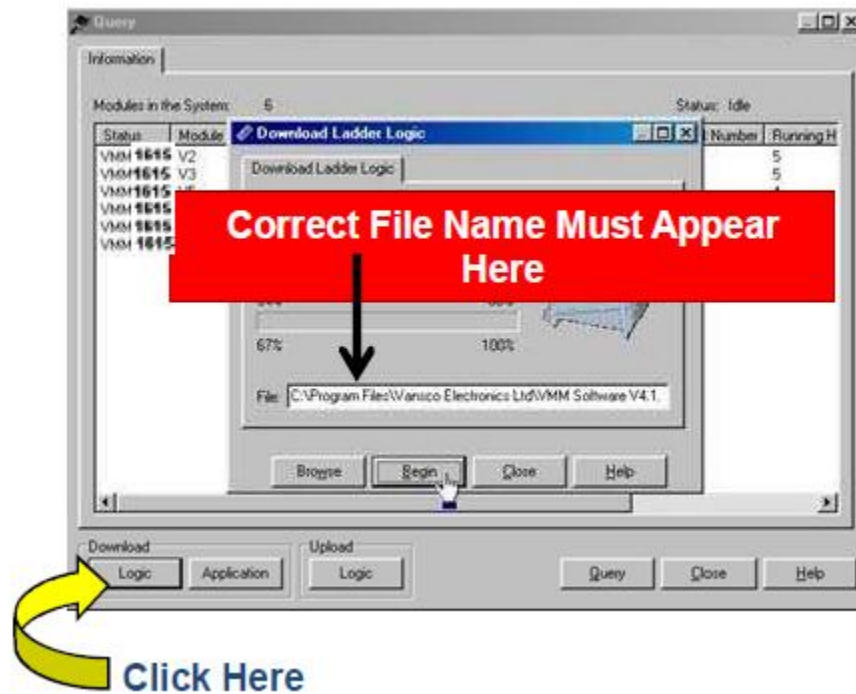 Query
Information
Modules in the System: 6 Status: Idle
Status Module Number Running H
VMM 1615 V2 5
VMM 1615 V3 5
VMM 1615
VMM 1615
VMM 1615
VMM 1615
Download Ladder Logic
Download Ladder Logic
Correct File Name Must Appear
Here
67% 100%
File: C:\Program Files\Vansco Electronics Ltd\VMM Software V4.1.
Browse Begin Close Help
Download Upload
Logic Application Logic Query Close Help
Click Here